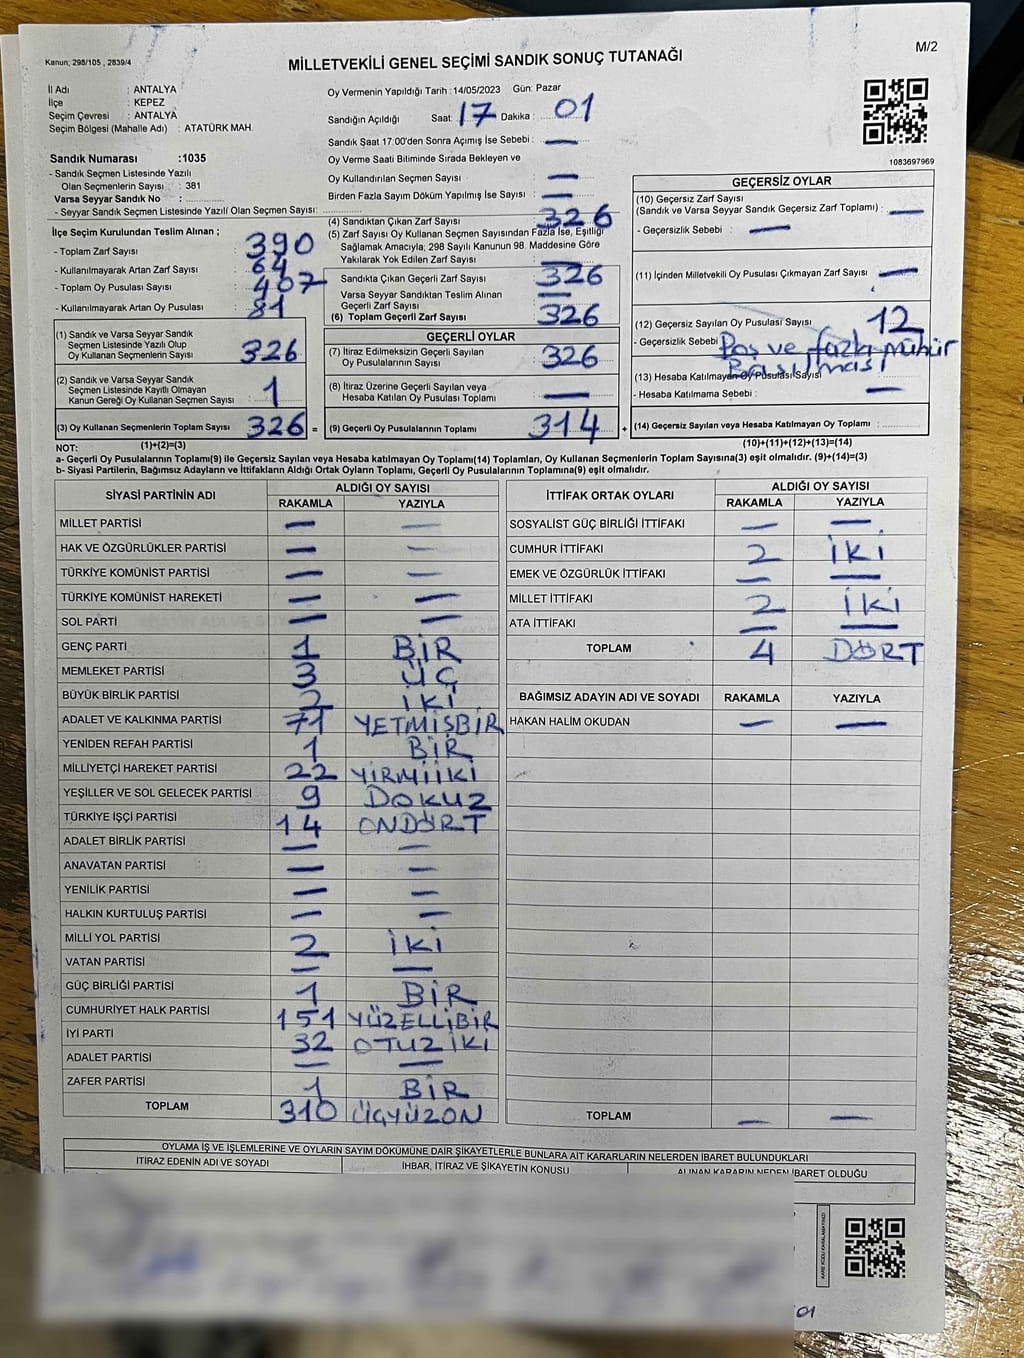 M/2
Kanun; 298/105 , 2839/4
MİLLETVEKİLİ GENEL SEÇİMİ SANDIK SONUÇ TUTANAĞI
İl Adı : ANTALYA
İlçe : KEPEZ
Seçim Çevresi : ANTALYA
Seçim Bölgesi (Mahalle Adı) : ATATÜRK MAH.
Sandık Numarası :1035
- Sandık Seçmen Listesinde Yazılı
Olan Seçmenlerin Sayısı : 381
Varsa Seyyar Sandık No :
- Seyyar Sandık Seçmen Listesinde Yazılı Olan Seçmen Sayısı:
Oy Vermenin Yapıldığı Tarih : 14/05/2023 Gün: Pazar
Sandığın Açıldığı Saat: 17 Dakika : 01
Sandık Saat 17:00'den Sonra Açımış İse Sebebi : —
Oy Verme Saati Bitiminde Sırada Bekleyen ve
Oy Kullandırılan Seçmen Sayısı : —
Birden Fazla Sayım Döküm Yapılmış İse Sayısı : —
1083697969
İlçe Seçim Kurulundan Teslim Alınan ;
- Toplam Zarf Sayısı : 390
- Kullanılmayarak Artan Zarf Sayısı : 64
- Toplam Oy Pusulası Sayısı : 407
- Kullanılmayarak Artan Oy Pusulası : 81
(1) Sandık ve Varsa Seyyar Sandık
Seçmen Listesinde Yazılı Olup
Oy Kullanan Seçmenlerin Sayısı : 326
(2) Sandık ve Varsa Seyyar Sandık
Seçmen Listesinde Kayıtlı Olmayan
Kanun Gereği Oy Kullanan Seçmen Sayısı : 1
(3) Oy Kullanan Seçmenlerin Toplam Sayısı : 326 =
(1)+(2)=(3)
(4) Sandıktan Çıkan Zarf Sayısı : 326
(5) Zarf Sayısı Oy Kullanan Seçmen Sayısından Fazla İse, Eşitliği
Sağlamak Amacıyla; 298 Sayılı Kanunun 98. Maddesine Göre
Yakılarak Yok Edilen Zarf Sayısı : —
Sandıkta Çıkan Geçerli Zarf Sayısı : 326
Varsa Seyyar Sandıktan Teslim Alınan
Geçerli Zarf Sayısı : —
(6) Toplam Geçerli Zarf Sayısı : 326
GEÇERLİ OYLAR
(7) İtiraz Edilmeksizin Geçerli Sayılan
Oy Pusulalarının Sayısı : 326
(8) İtiraz Üzerine Geçerli Sayılan veya
Hesaba Katılan Oy Pusulası Toplamı : —
(9) Geçerli Oy Pusulalarının Toplamı : 314 +
GEÇERSİZ OYLAR
(10) Geçersiz Zarf Sayısı
(Sandık ve Varsa Seyyar Sandık Geçersiz Zarf Toplamı) : —
- Geçersizlik Sebebi : —
(11) İçinden Milletvekili Oy Pusulası Çıkmayan Zarf Sayısı : —
(12) Geçersiz Sayılan Oy Pusulası Sayısı : 12
- Geçersizlik Sebebi : Boş ve fazla mühür
Basılması
(13) Hesaba Katılmayan Oy Pusulası Sayısı :
- Hesaba Katılmama Sebebi : —
(14) Geçersiz Sayılan veya Hesaba Katılmayan Oy Toplamı :
(10)+(11)+(12)+(13)=(14)
NOT:
a- Geçerli Oy Pusulalarının Toplamı(9) ile Geçersiz Sayılan veya Hesaba katılmayan Oy Toplamı(14) Toplamları, Oy Kullanan Seçmenlerin Toplam Sayısına(3) eşit olmalıdır. (9)+(14)=(3)
b- Siyasi Partilerin, Bağımsız Adayların ve İttifakların Aldığı Ortak Oyların Toplamı, Geçerli Oy Pusulalarının Toplamına(9) eşit olmalıdır.
SİYASİ PARTİNİN ADI ALDIĞI OY SAYISI
RAKAMLA YAZIYLA
MİLLET PARTİSİ — —
HAK VE ÖZGÜRLÜKLER PARTİSİ — —
TÜRKİYE KOMÜNİST PARTİSİ — —
TÜRKİYE KOMÜNİST HAREKETİ — —
SOL PARTİ — —
GENÇ PARTİ 1 BİR
MEMLEKET PARTİSİ 3 ÜÇ
BÜYÜK BİRLİK PARTİSİ 2 İKİ
ADALET VE KALKINMA PARTİSİ 71 YETMİŞBİR
YENİDEN REFAH PARTİSİ 1 BİR
MİLLİYETÇİ HAREKET PARTİSİ 22 YİRMİİKİ
YEŞİLLER VE SOL GELECEK PARTİSİ 9 DOKUZ
TÜRKİYE İŞÇİ PARTİSİ 14 ONDÖRT
ADALET BİRLİK PARTİSİ — —
ANAVATAN PARTİSİ — —
YENİLİK PARTİSİ — —
HALKIN KURTULUŞ PARTİSİ — —
MİLLİ YOL PARTİSİ 2 İKİ
VATAN PARTİSİ — —
GÜÇ BİRLİĞİ PARTİSİ 1 BİR
CUMHURİYET HALK PARTİSİ 151 YÜZELLİBİR
İYİ PARTİ 32 OTUZİKİ
ADALET PARTİSİ — —
ZAFER PARTİSİ 1 BİR
TOPLAM 310 ÜÇYÜZON
İTTİFAK ORTAK OYLARI ALDIĞI OY SAYISI
RAKAMLA YAZIYLA
SOSYALİST GÜÇ BİRLİĞİ İTTİFAKI — —
CUMHUR İTTİFAKI 2 İKİ
EMEK VE ÖZGÜRLÜK İTTİFAKI — —
MİLLET İTTİFAKI 2 İKİ
ATA İTTİFAKI — —
TOPLAM 4 DÖRT
BAĞIMSIZ ADAYIN ADI VE SOYADI RAKAMLA YAZIYLA
HAKAN HALİM OKUDAN — —
TOPLAM — —
OYLAMA İŞ VE İŞLEMLERİNE VE OYLARIN SAYIM DÖKÜMÜNE DAİR ŞİKAYETLERLE BUNLARA AİT KARARLARIN NELERDEN İBARET BULUNDUKLARI
İTİRAZ EDENİN ADI VE SOYADI İHBAR, İTİRAZ VE ŞİKAYETİN KONUSU ALINAN KARARIN NEDEN İBARET OLDUĞU
KARE KODU KARALAMAYINIZ!